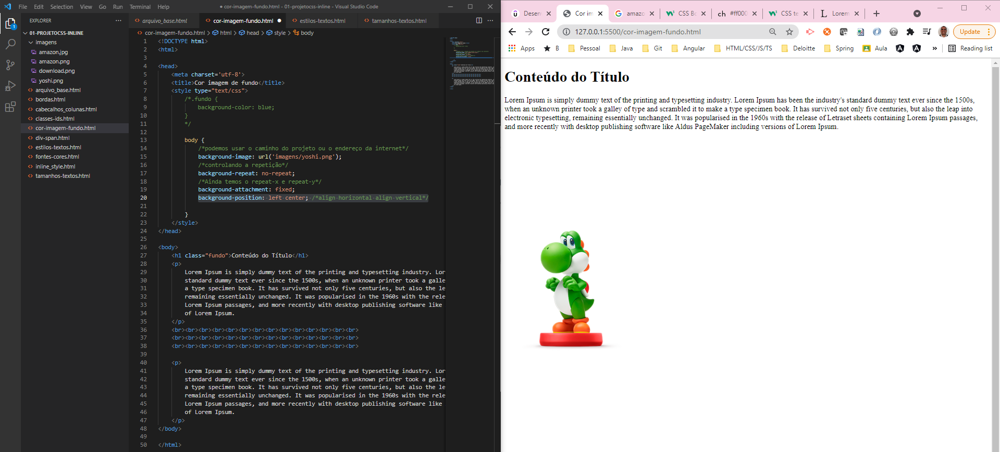 File Edit Selection View Go Run Terminal Help
● cor-imagem-fundo.html - 01-projetocss-inline - Visual Studio Code
EXPLORER
1
01-PROJETOCSS-INLINE
imagens
amazon.jpg
amazon.png
download.png
yoshi.png
arquivo_base.html
bordas.html
cabecalhos_colunas.html
classes-ids.html
cor-imagem-fundo.html
div-span.html
estilos-textos.html
fontes-cores.html
inline_style.html
tamanhos-textos.html
arquivo_base.html cor-imagem-fundo.html ● estilos-textos.html tamanhos-textos.html
cor-imagem-fundo.html > html > head > style > body
1 <!DOCTYPE html>
2 <html>
3
4 <head>
5 <meta charset='utf-8'>
6 <title>Cor imagem de fundo</title>
7 <style type="text/css">
8 /*.fundo {
9 background-color: blue;
10 }
11 */
12
13 body {
14 /*podemos usar o caminho do projeto ou o endereço da internet*/
15 background-image: url('imagens/yoshi.png');
16 /*controlando a repetição*/
17 background-repeat: no-repeat;
18 /*Ainda temos o repeat-x e repeat-y*/
19 background-attachment: fixed;
20 background-position: left center; /*align horizontal align vertical*/
21
22 }
23 </style>
24 </head>
25
26 <body>
27 <h1 class="fundo">Conteúdo do Título</h1>
28 <p>
29 Lorem Ipsum is simply dummy text of the printing and typesetting industry. Lor
30 standard dummy text ever since the 1500s, when an unknown printer took a galle
31 a type specimen book. It has survived not only five centuries, but also the le
32 remaining essentially unchanged. It was popularised in the 1960s with the rele
33 Lorem Ipsum passages, and more recently with desktop publishing software like
34 of Lorem Ipsum.
35 </p>
36 <br><br><br><br><br><br><br><br><br><br><br><br><br><br>
37 <br><br><br><br><br><br><br><br><br><br><br><br><br><br>
38 <br><br><br><br><br><br><br><br><br><br><br><br><br><br>
39
40 <p>
41 Lorem Ipsum is simply dummy text of the printing and typesetting industry. Lor
42 standard dummy text ever since the 1500s, when an unknown printer took a galle
43 a type specimen book. It has survived not only five centuries, but also the le
44 remaining essentially unchanged. It was popularised in the 1960s with the rele
45 Lorem Ipsum passages, and more recently with desktop publishing software like
46 of Lorem Ipsum.
47 </p>
48 </body>
49
50 </html>
Desen Cor im amazo CSS Bo ch #ff000 CSS te L Lorem
127.0.0.1:5500/cor-imagem-fundo.html
Update
Apps B Pessoal Java Git Angular HTML/CSS/JS/TS Deloitte Spring Aula » Reading list
Conteúdo do Título
Lorem Ipsum is simply dummy text of the printing and typesetting industry. Lorem Ipsum has been the industry's standard dummy text ever since the 1500s,
when an unknown printer took a galley of type and scrambled it to make a type specimen book. It has survived not only five centuries, but also the leap into
electronic typesetting, remaining essentially unchanged. It was popularised in the 1960s with the release of Letraset sheets containing Lorem Ipsum passages,
and more recently with desktop publishing software like Aldus PageMaker including versions of Lorem Ipsum.